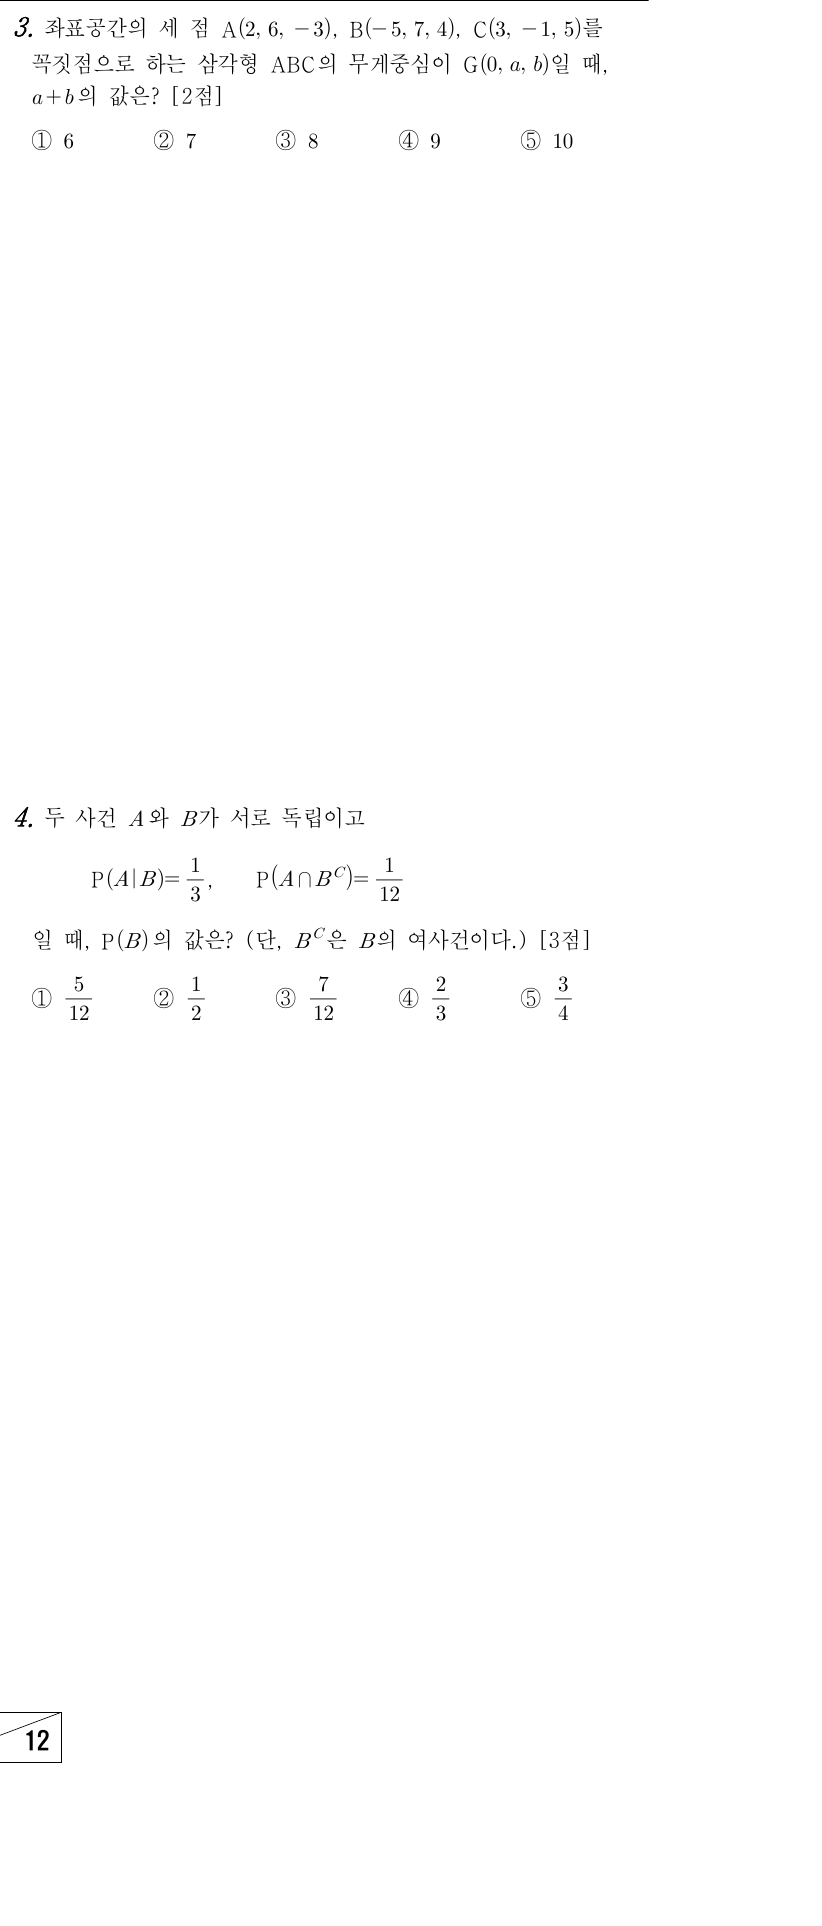 3. 좌표공간의 세 점 A(2, 6, −3), B(−5, 7, 4), C(3, −1, 5)를
꼭짓점으로 하는 삼각형 ABC의 무게중심이 G(0, a, b)일 때,
a+b의 값은? [2점]
① 6 ② 7 ③ 8 ④ 9 ⑤ 10
4. 두 사건 A와 B가 서로 독립이고
P(A|B)=1/3, P(A∩B^C)=1/12
일 때, P(B)의 값은? (단, B^C은 B의 여사건이다.) [3점]
① 5/12 ② 1/2 ③ 7/12 ④ 2/3 ⑤ 3/4
12